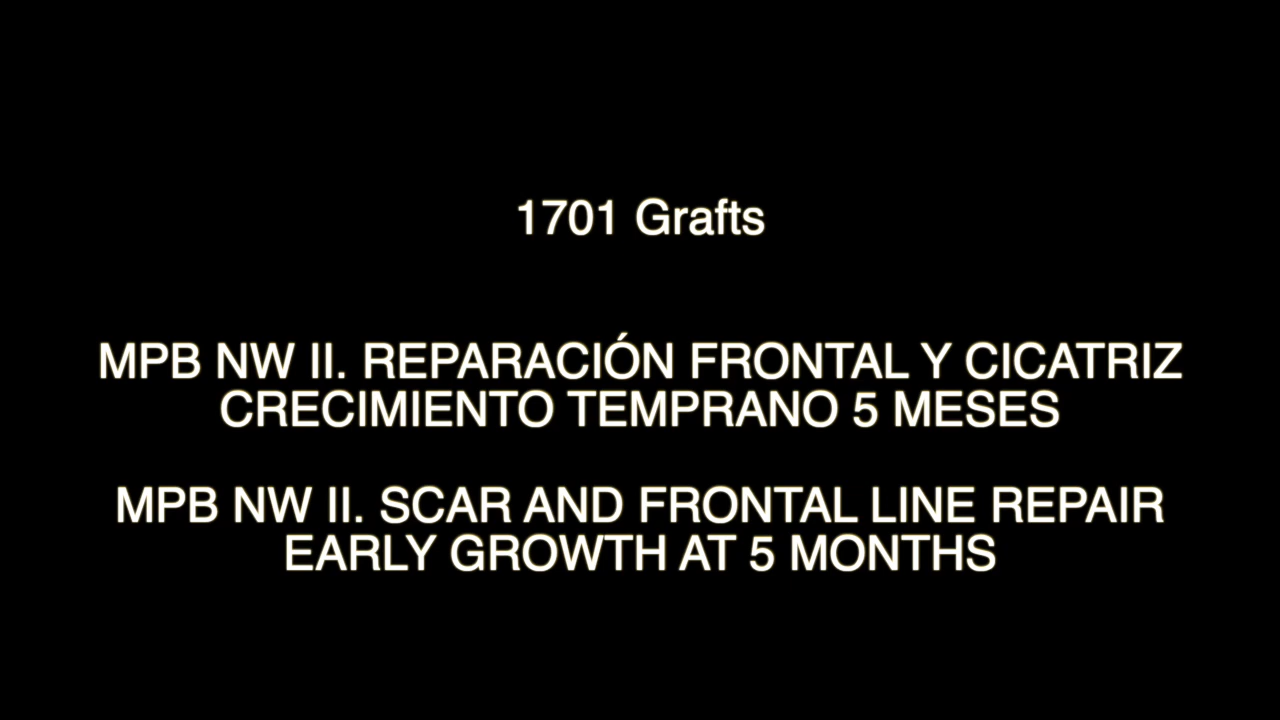 1701 Grafts
MPB NW II. REPARACIÓN FRONTAL Y CICATRIZ
CRECIMIENTO TEMPRANO 5 MESES
MPB NW II. SCAR AND FRONTAL LINE REPAIR
EARLY GROWTH AT 5 MONTHS